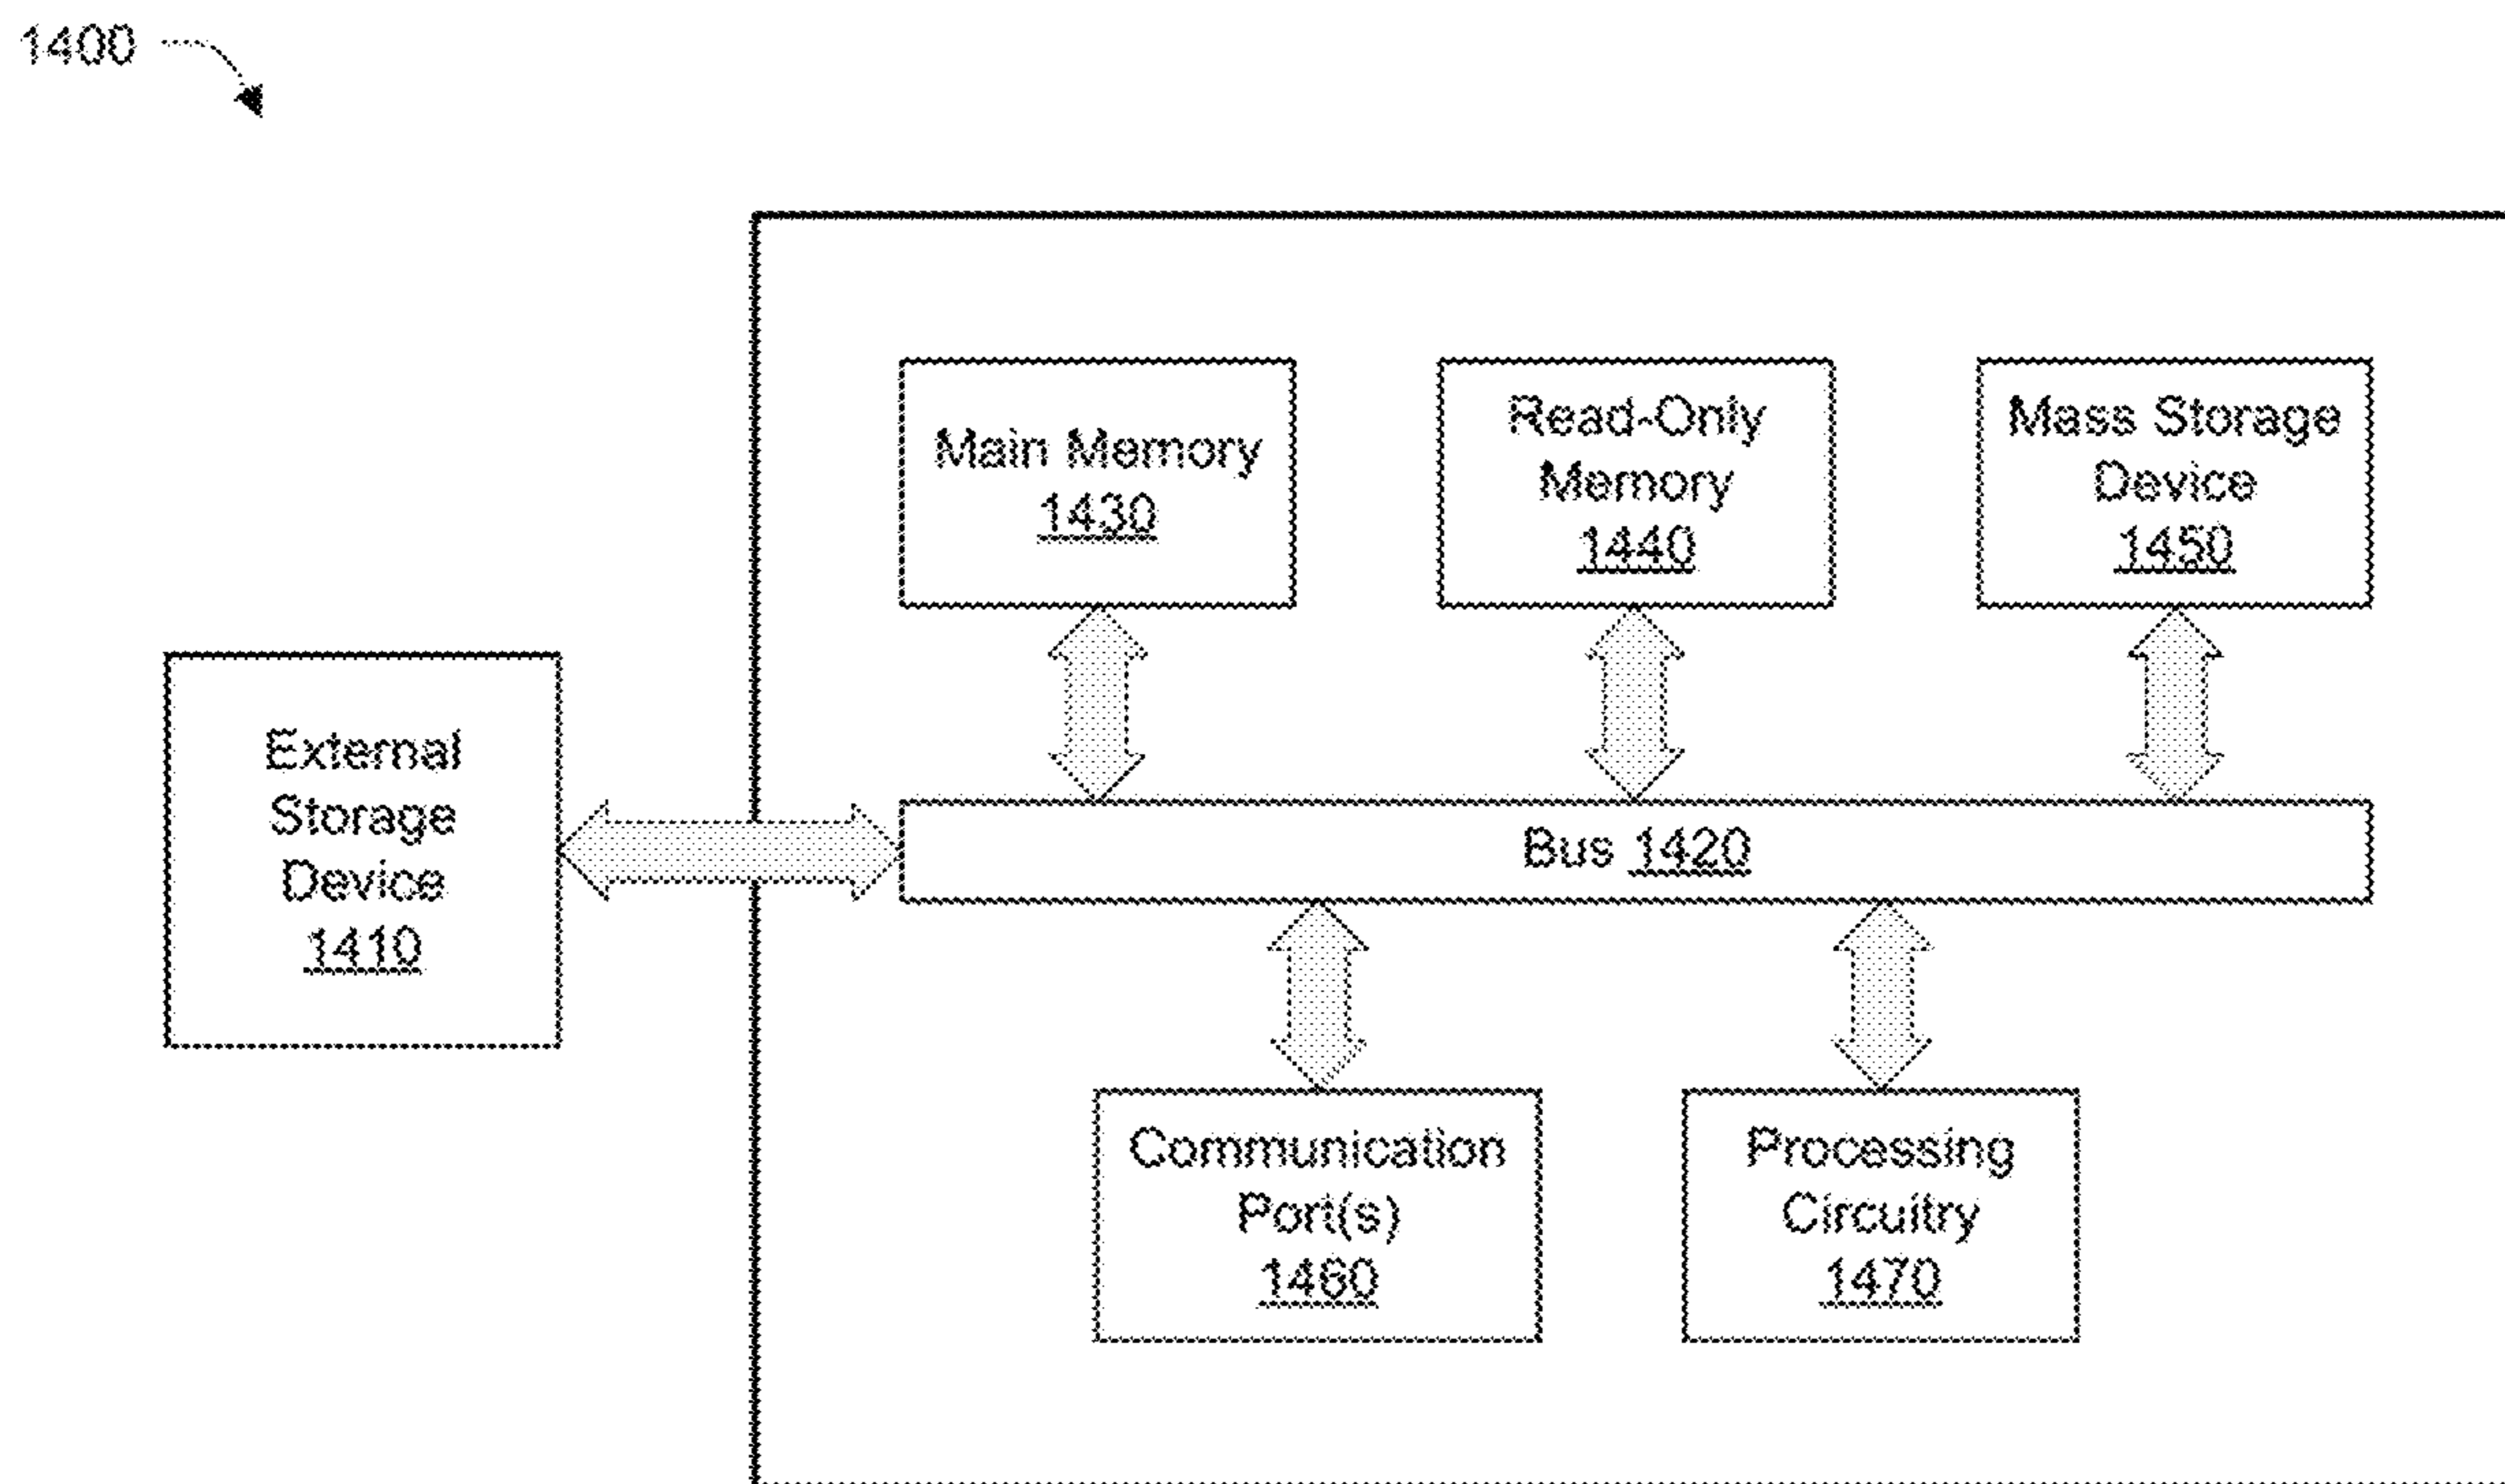 1400
Main Memory
1430
Read-Only
Memory
1440
Mass Storage
Device
1450
External
Storage
Device
1410
Bus 1420
Communication
Port(s)
1460
Processing
Circuitry
1470